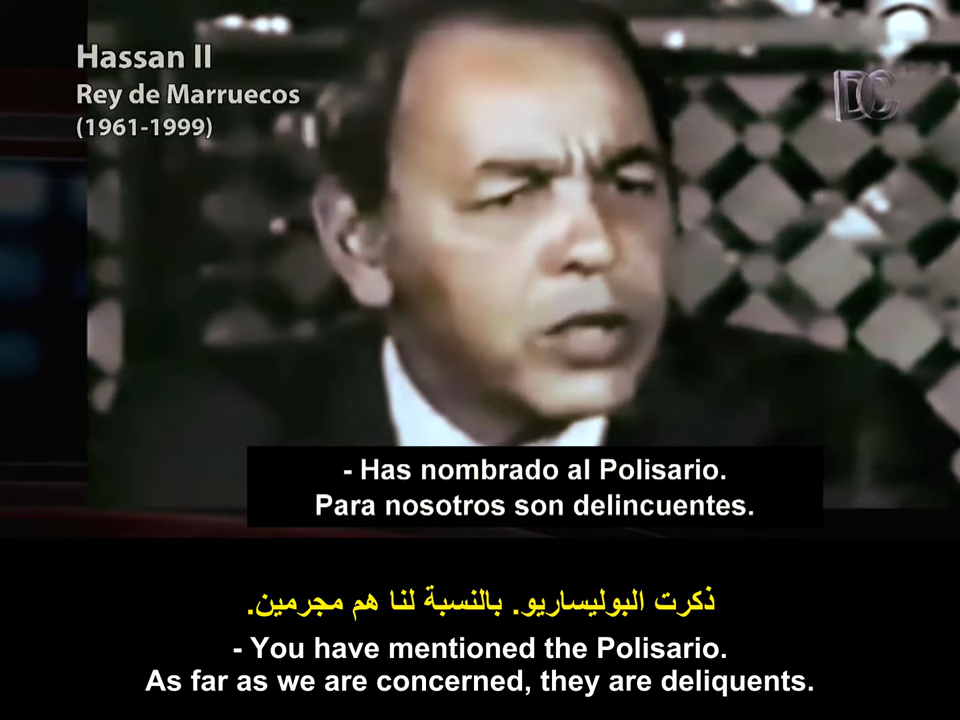 Hassan II
Rey de Marruecos
(1961-1999)
DC
- Has nombrado al Polisario.
Para nosotros son delincuentes.
ذكرت البوليساريو. بالنسبة لنا هم مجرمين.
- You have mentioned the Polisario.
As far as we are concerned, they are deliquents.